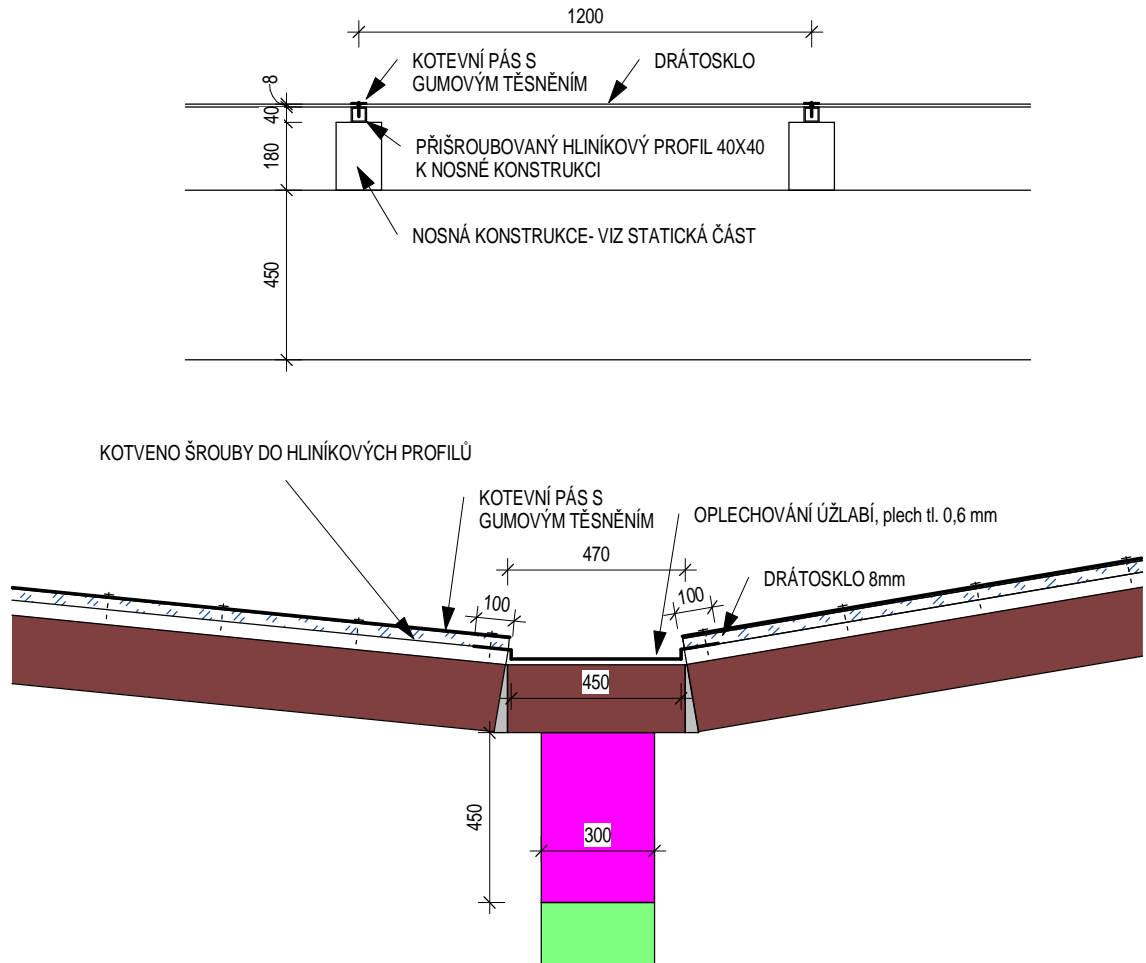 1200
KOTEVNÍ PÁS S
GUMOVÝM TĚSNĚNÍM
DRÁTOSKLO
8
40
180
450
PŘIŠROUBOVANÝ HLINÍKOVÝ PROFIL 40X40
K NOSNÉ KONSTRUKCI
NOSNÁ KONSTRUKCE- VIZ STATICKÁ ČÁST
KOTVENO ŠROUBY DO HLINÍKOVÝCH PROFILŮ
KOTEVNÍ PÁS S
GUMOVÝM TĚSNĚNÍM
OPLECHOVÁNÍ ÚŽLABÍ, plech tl. 0,6 mm
470
DRÁTOSKLO 8mm
100
100
450
450
300